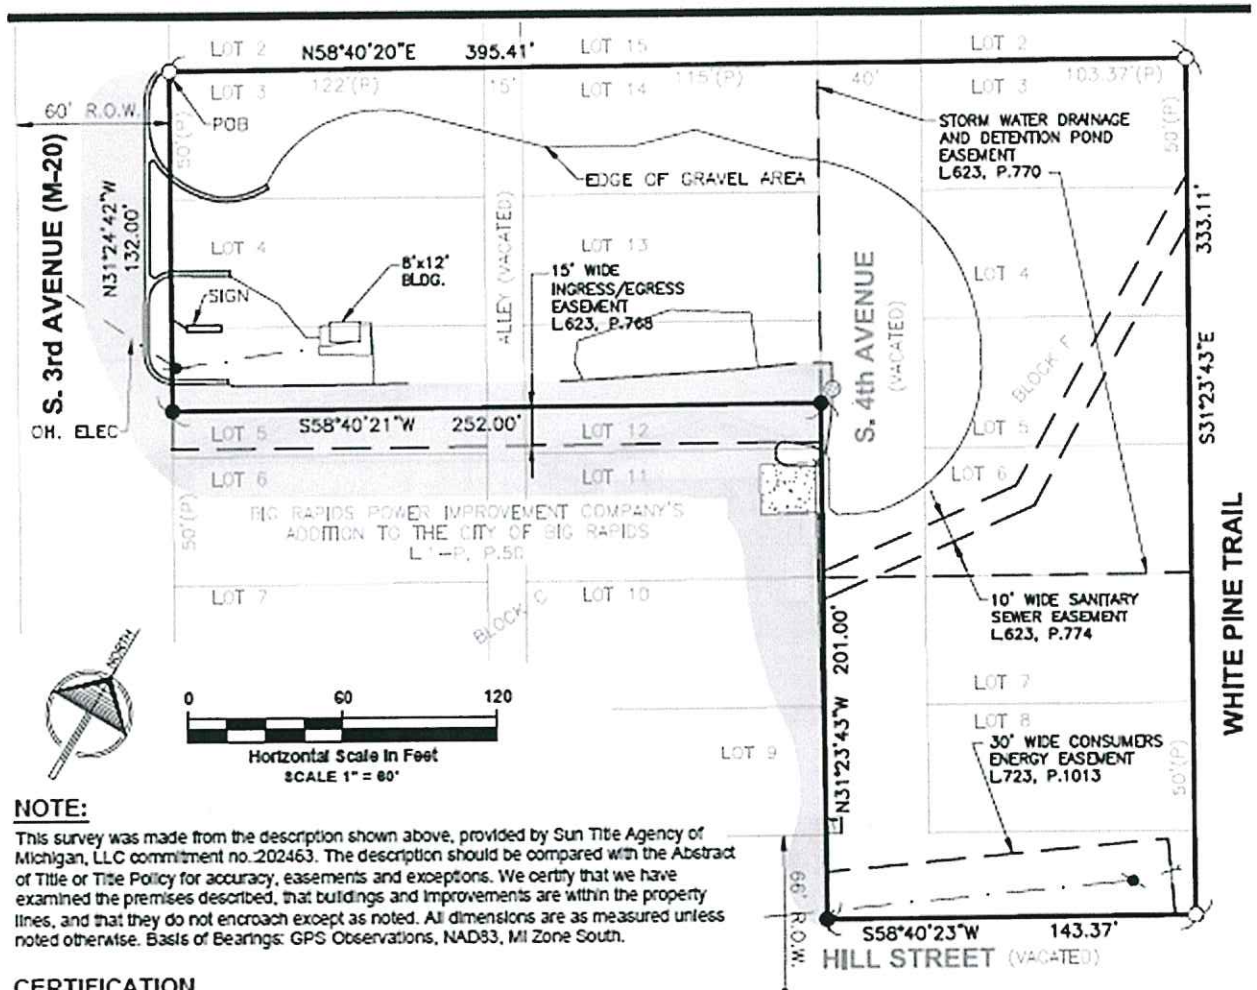 LOT 2
N58°40'20"E 395.41'
LOT 15
LOT 2
122'(P)
15'
115'(P)
40'
103.37'(P)
LOT 3
LOT 14
LOT 3
60' R.O.W.
POB
50'(P)
50'(P)
STORM WATER DRAINAGE
AND DETENTION POND
EASEMENT
L.623, P.770
EDGE OF GRAVEL AREA
S. 3rd AVENUE (M-20)
N31°24'42"W
132.00'
ALLEY (VACATED)
LOT 4
LOT 13
LOT 4
8'x12'
BLDG.
SIGN
15' WIDE
INGRESS/EGRESS
EASEMENT
L.623, P.768
S. 4th AVENUE
(VACATED)
333.11'
S31°23'43"E
BLOCK F
OH. ELEC
S58°40'21"W 252.00'
LOT 5
LOT 12
LOT 5
LOT 6
LOT 11
LOT 6
50'(P)
BIG RAPIDS POWER IMPROVEMENT COMPANY'S
ADDITION TO THE CITY OF BIG RAPIDS
P.50
LOT 7
LOT 10
BLOCK C
10' WIDE SANITARY
SEWER EASEMENT
L.623, P.774
WHITE PINE TRAIL
N31°23'43"W 201.00'
NORTH
0 60 120
Horizontal Scale in Feet
SCALE 1" = 60'
LOT 7
LOT 8
LOT 9
30' WIDE CONSUMERS
ENERGY EASEMENT
L.723, P.1013
50'(P)
NOTE:
This survey was made from the description shown above, provided by Sun Title Agency of
Michigan, LLC commitment no.:202463. The description should be compared with the Abstract
of Title or Title Policy for accuracy, easements and exceptions. We certify that we have
examined the premises described, that buildings and improvements are within the property
lines, and that they do not encroach except as noted. All dimensions are as measured unless
noted otherwise. Basis of Bearings: GPS Observations, NAD83, MI Zone South.
66' R.O.W.
S58°40'23"W 143.37'
HILL STREET (VACATED)
CERTIFICATION